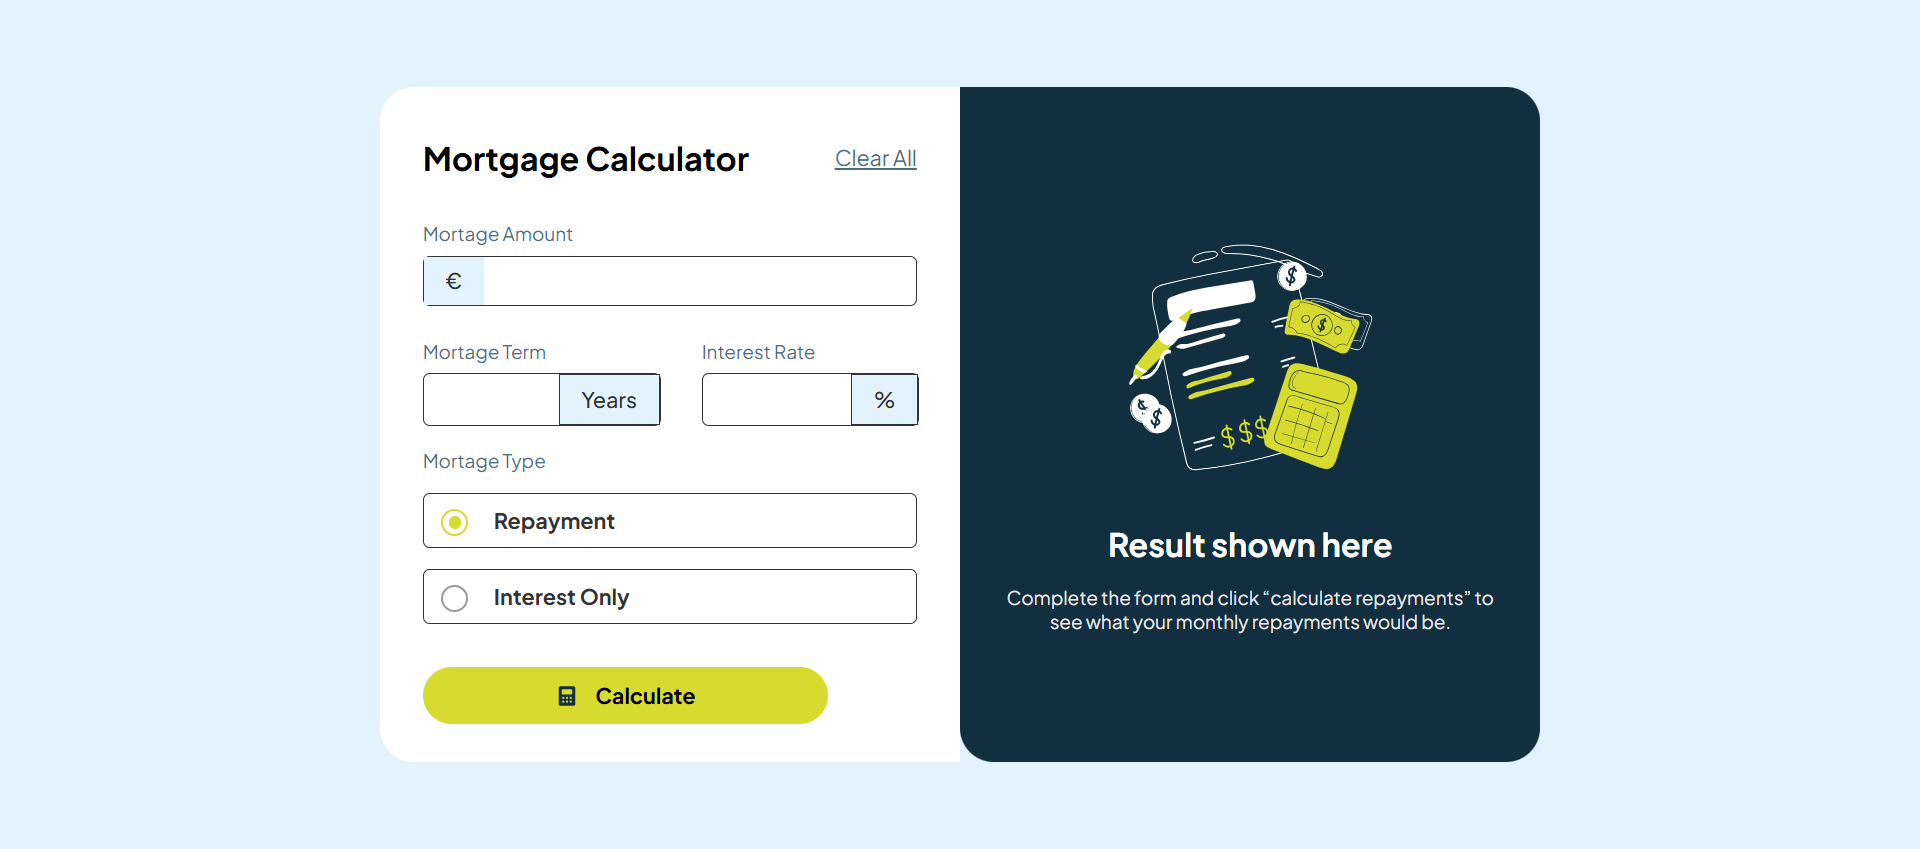 Mortgage Calculator
Clear All
Mortage Amount
€
Mortage Term
Interest Rate
Years
%
Mortage Type
Repayment
Interest Only
Calculate
$
$
$
$
$$$
Result shown here
Complete the form and click “calculate repayments” to
see what your monthly repayments would be.